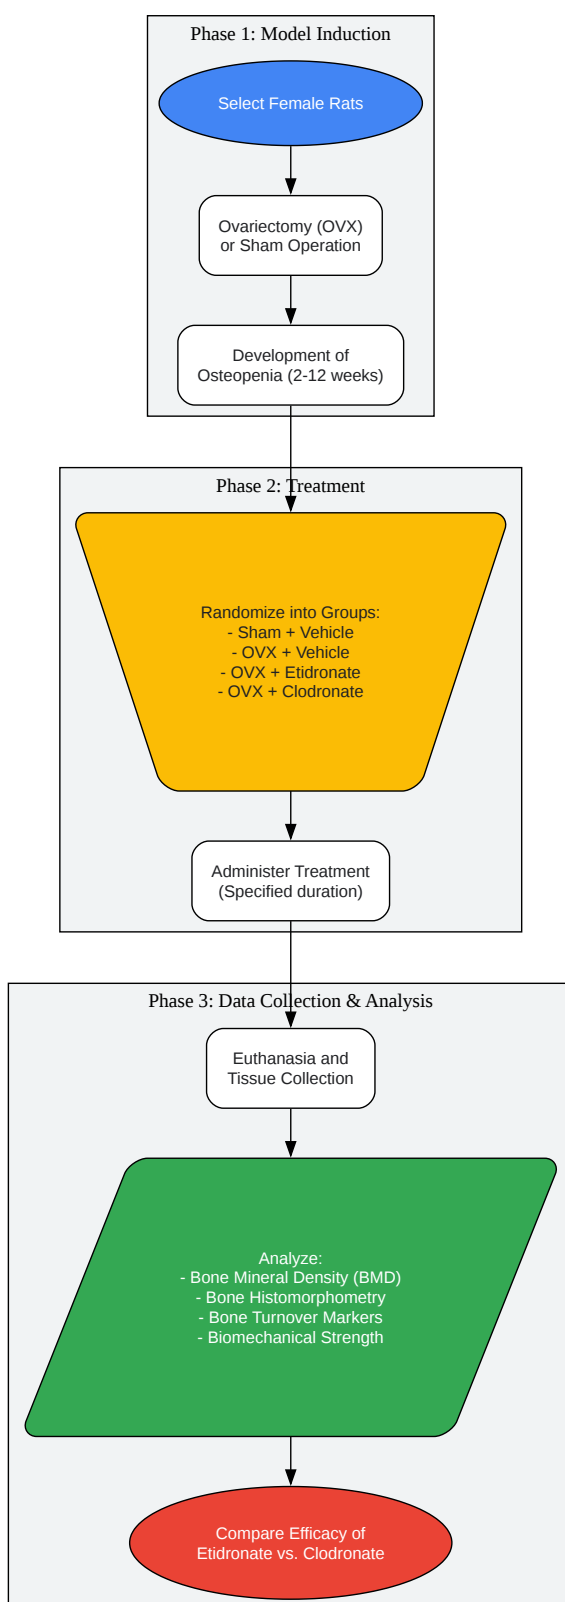 Phase 1: Model Induction
Select Female Rats
Ovariectomy (OVX)
or Sham Operation
Development of
Osteopenia (2-12 weeks)
Phase 2: Treatment
Randomize into Groups:
- Sham + Vehicle
- OVX + Vehicle
- OVX + Etidronate
- OVX + Clodronate
Administer Treatment
(Specified duration)
Phase 3: Data Collection & Analysis
Euthanasia and
Tissue Collection
Analyze:
- Bone Mineral Density (BMD)
- Bone Histomorphometry
- Bone Turnover Markers
- Biomechanical Strength
Compare Efficacy of
Etidronate vs. Clodronate